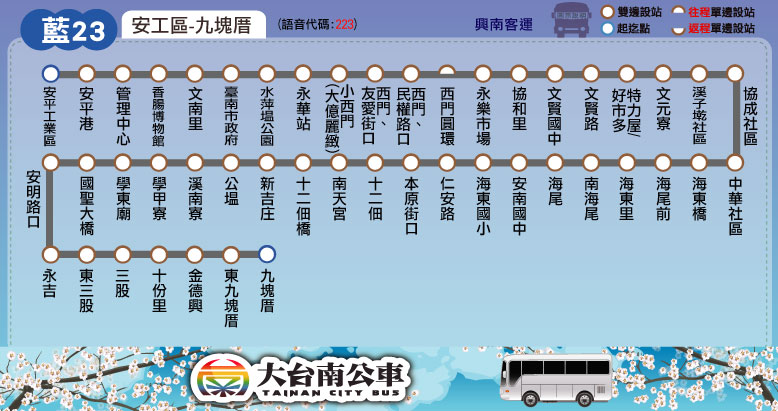 藍23
安工區-九塊厝
(語音代碼:223)
興南客運
雙邊設站
往程單邊設站
起迄點
返程單邊設站
安平工業區
安平港
管理中心
香腸博物館
文南里
臺南市政府
水萍塭公園
永華站
小西門
(大億麗緻)
西門、
友愛街口
西門、
民權路口
西門圓環
永樂市場
協和里
文賢國中
文賢路
特力屋/
好市多
文元寮
溪子墘社區
協成社區
中華社區
海東橋
海尾前
海東里
南海尾
海尾
安南國中
海東國小
仁安路
本原街口
十二佃
南天宮
十二佃橋
新吉庄
公塭
溪南寮
學甲寮
學東廟
國聖大橋
安明路口
永吉
東三股
三股
十份里
金德興
東九塊厝
九塊厝
大台南公車
TAINAN CITY BUS